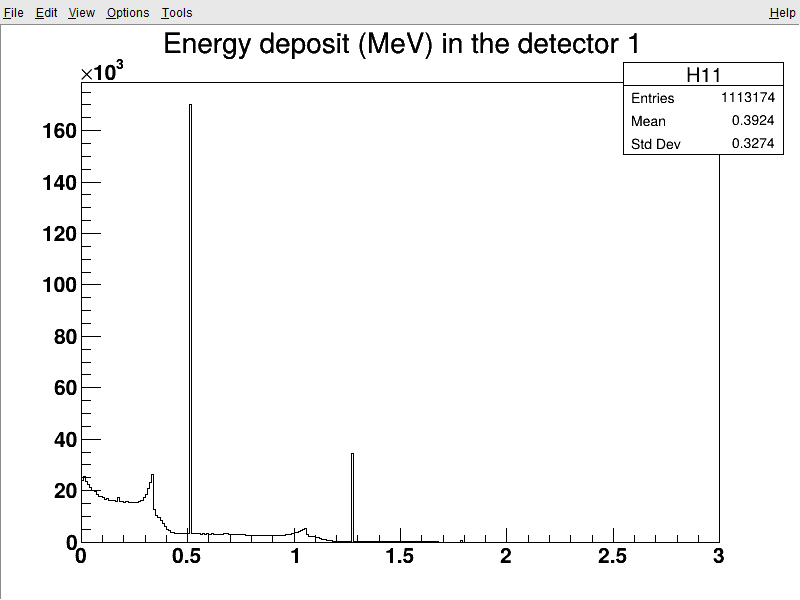 File Edit View Options Tools Help
Energy deposit (MeV) in the detector 1
×10³
H11
Entries 1113174
Mean 0.3924
Std Dev 0.3274
160
140
120
100
80
60
40
20
0
0 0.5 1 1.5 2 2.5 3